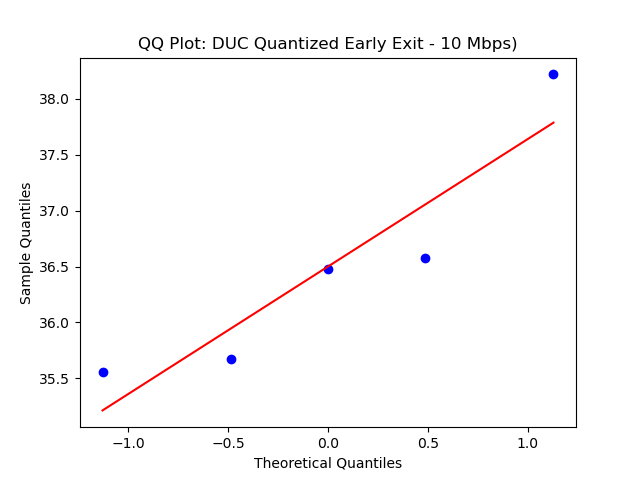 QQ Plot: DUC Quantized Early Exit - 10 Mbps)
Sample Quantiles
38.0
37.5
37.0
36.5
36.0
35.5
−1.0 −0.5 0.0 0.5 1.0
Theoretical Quantiles